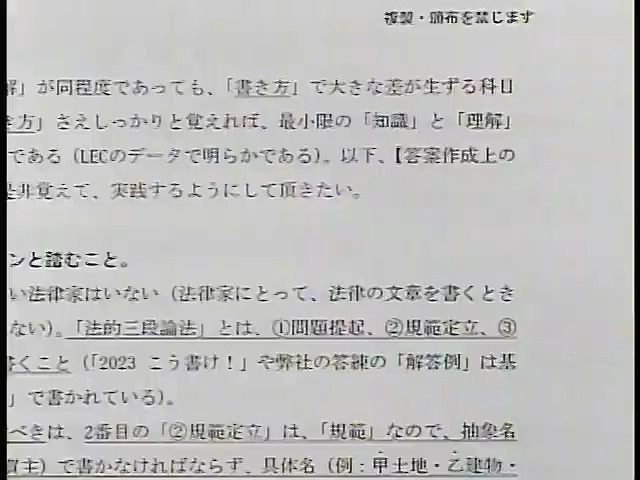 複製・頒布を禁じます
解」が同程度であっても、「書き方」で大きな差が生ずる科目
き方」さえしっかりと覚えれば、最小限の「知識」と「理解」
である（LECのデータで明らかである）。以下、【答案作成上の
是非覚えて、実践するようにして頂きたい。
ンと踏むこと。
い法律家はいない（法律家にとって、法律の文章を書くとき
ない）。「法的三段論法」とは、①問題提起、②規範定立、③
書くこと（「2023 こう書け！」や弊社の答練の「解答例」は基
」で書かれている）。
べきは、2番目の「②規範定立」は、「規範」なので、抽象名
買主）で書かなければならず、具体名（例：甲土地・乙建物・